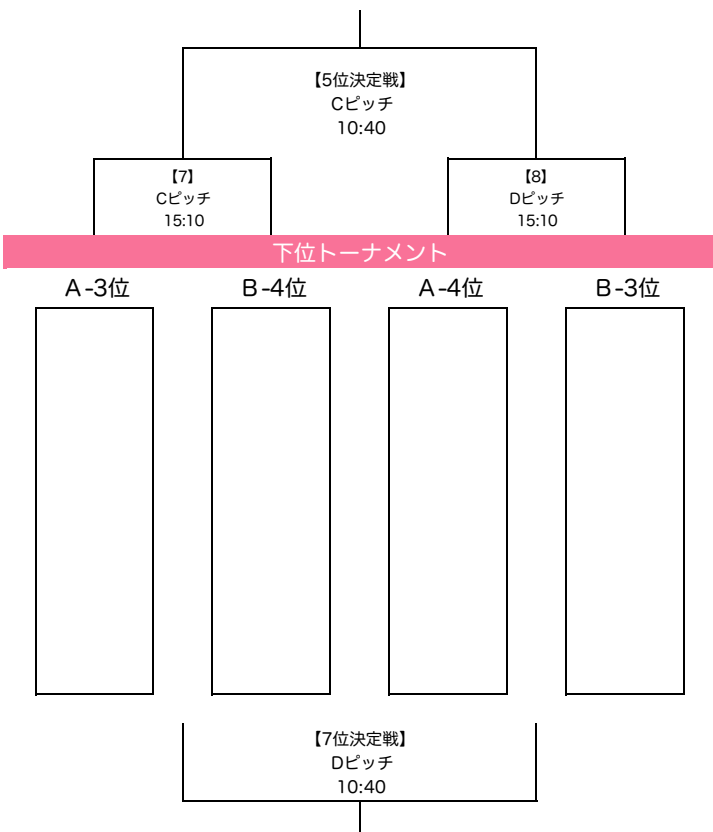 【5位決定戦】
Cピッチ
10:40
【7】
Cピッチ
15:10
【8】
Dピッチ
15:10
下位トーナメント
A-3位
B-4位
A-4位
B-3位
【7位決定戦】
Dピッチ
10:40